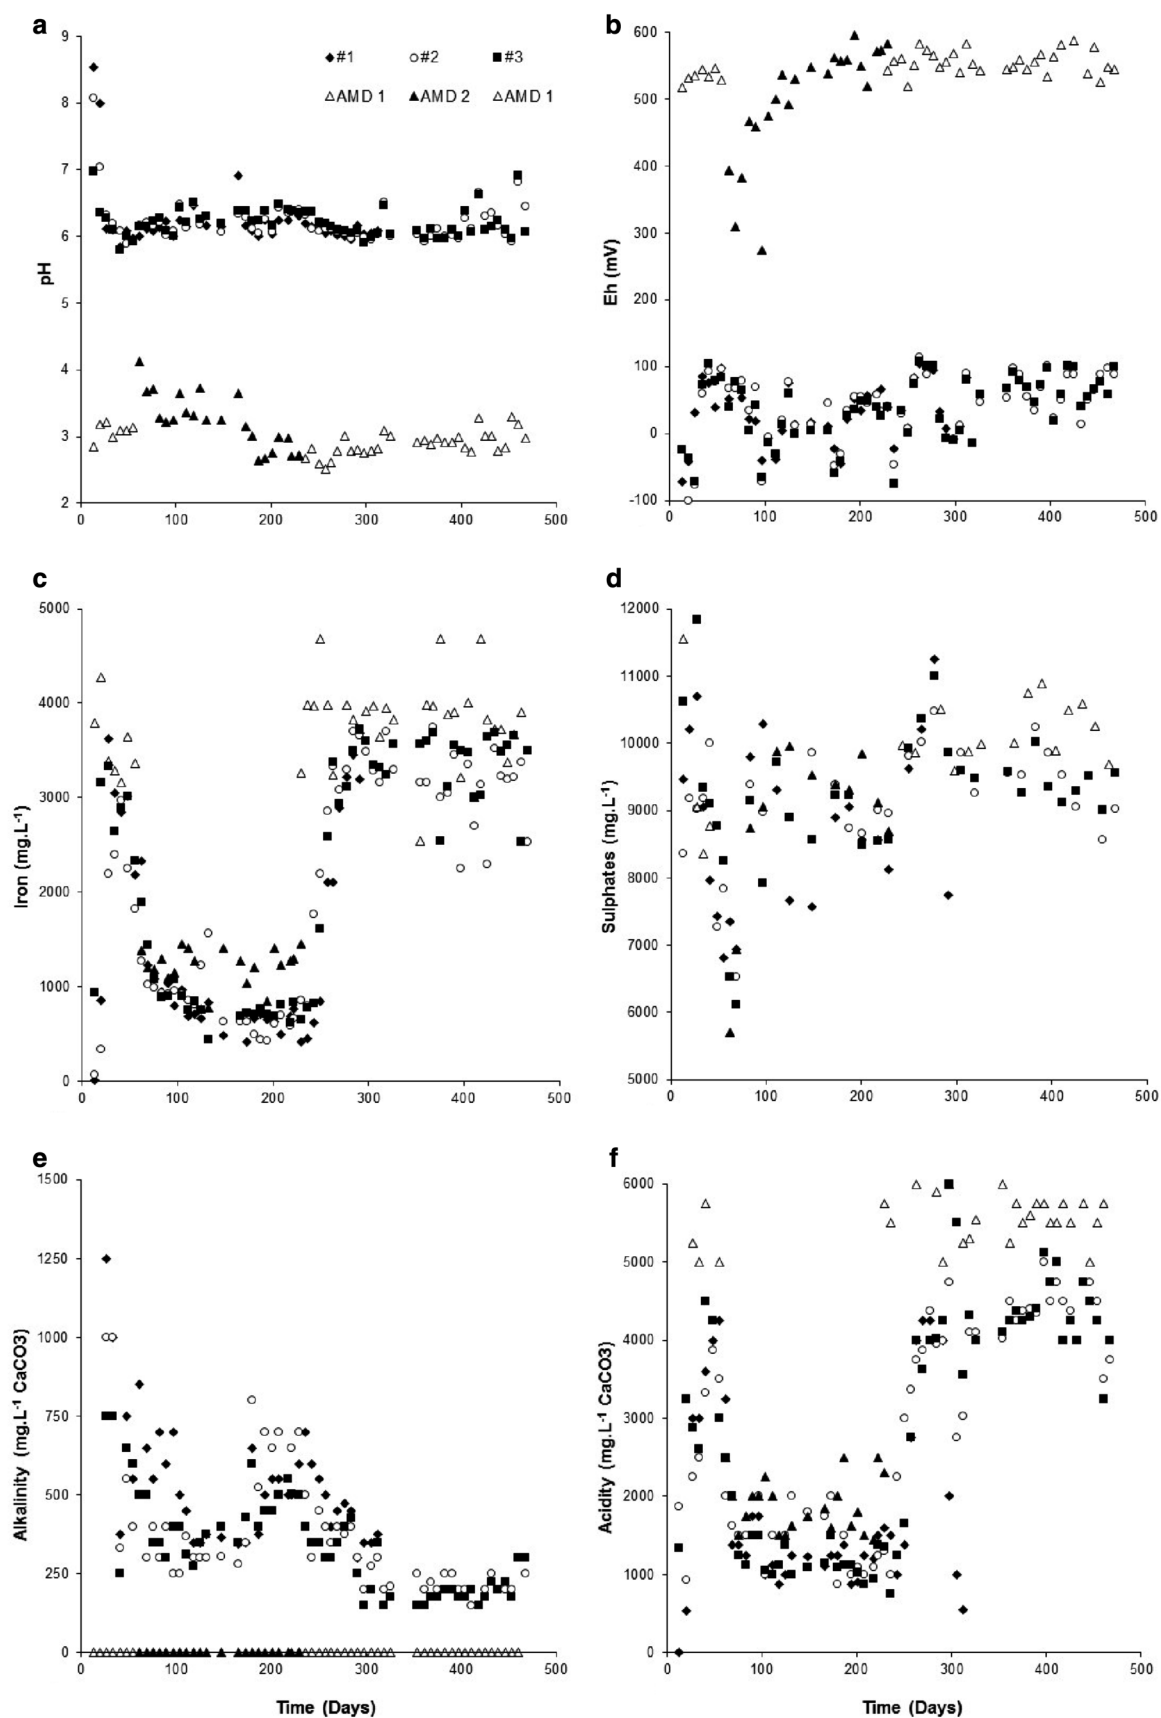 a
9
8
7
6
5
4
3
2
pH
#1 #2 #3
AMD 1 AMD 2 AMD 1
0 100 200 300 400 500
b
600
500
400
300
200
100
0
-100
Eh (mV)
0 100 200 300 400 500
c
5000
4000
3000
2000
1000
0
Iron (mg.L-1)
0 100 200 300 400 500
d
12000
11000
10000
9000
8000
7000
6000
5000
Sulphates (mg.L-1)
0 100 200 300 400 500
e
1500
1250
1000
750
500
250
0
Alkalinity (mg.L-1 CaCO3)
0 100 200 300 400 500
Time (Days)
f
6000
5000
4000
3000
2000
1000
0
Acidity (mg.L-1 CaCO3)
0 100 200 300 400 500
Time (Days)